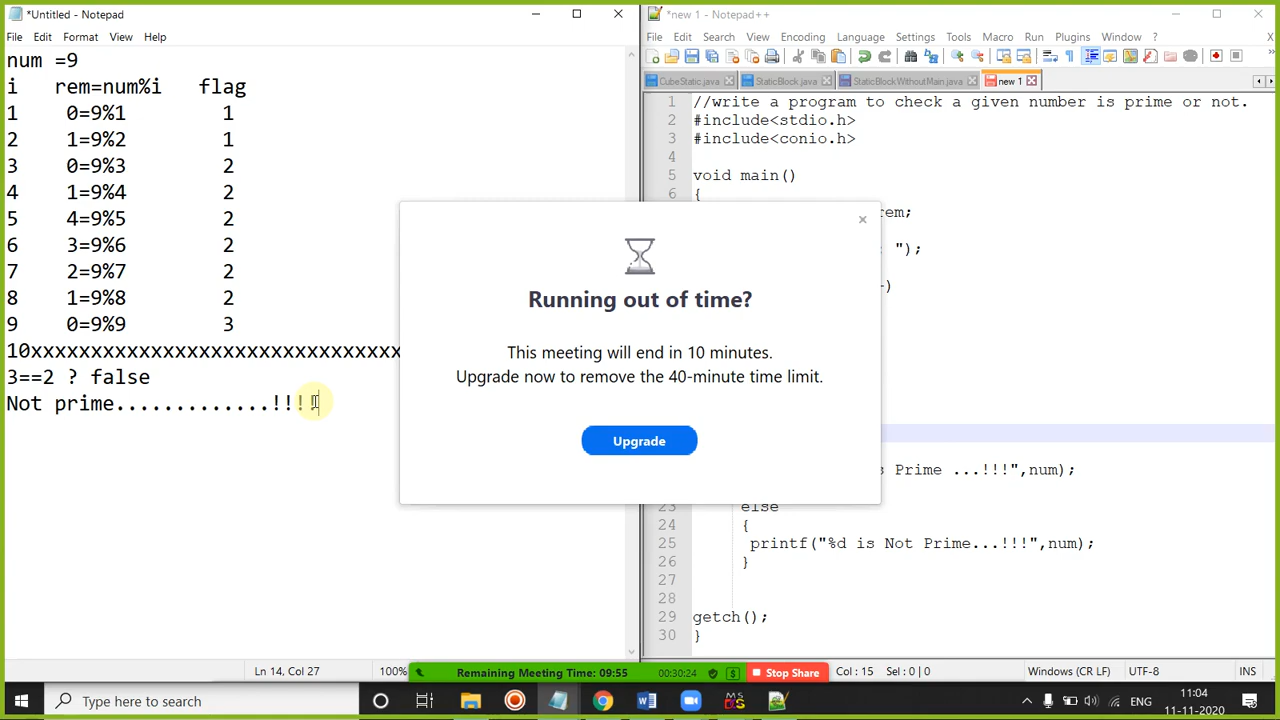 *Untitled - Notepad
File Edit Format View Help
num =9
i rem=num%i flag
1 0=9%1 1
2 1=9%2 1
3 0=9%3 2
4 1=9%4 2
5 4=9%5 2
6 3=9%6 2
7 2=9%7 2
8 1=9%8 2
9 0=9%9 3
10xxxxxxxxxxxxxxxxxxxxxxxxxxxxxxx
3==2 ? false
Not prime.............!!!!
Ln 14, Col 27 100%
*new 1 - Notepad++
File Edit Search View Encoding Language Settings Tools Macro Run Plugins Window ? X
CubeStatic.java StaticBlock.java StaticBlockWithoutMain.java new 1
1 //write a program to check a given number is prime or not.
2 #include<stdio.h>
3 #include<conio.h>
4
5 void main()
6 {
rem;
");
)
s Prime ...!!!",num);
23 else
24 {
25 printf("%d is Not Prime...!!!",num);
26 }
27
28
29 getch();
30 }
Col : 15 Sel : 0 | 0 Windows (CR LF) UTF-8 INS
Running out of time?
This meeting will end in 10 minutes.
Upgrade now to remove the 40-minute time limit.
Upgrade
Remaining Meeting Time: 09:55 00:30:24 Stop Share
Type here to search
ENG 11:04
11-11-2020